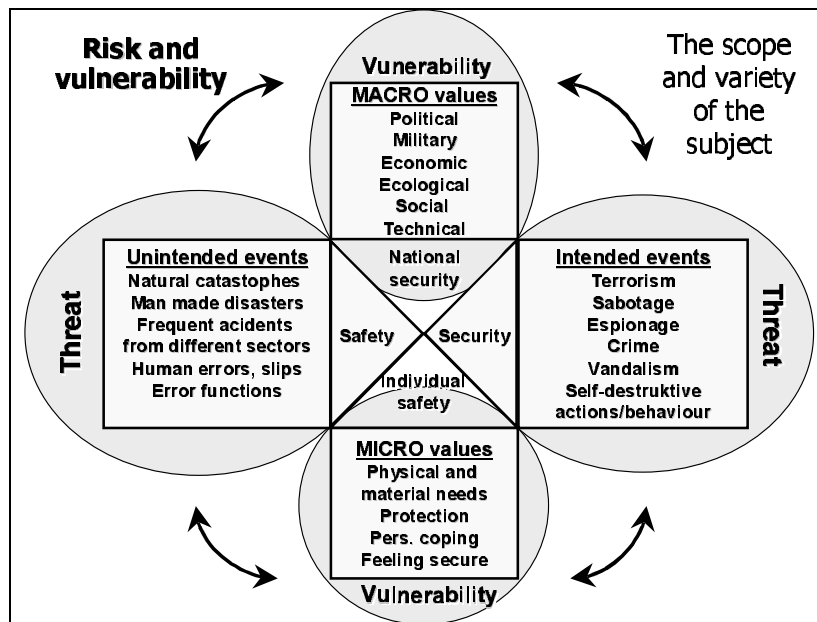 Risk and
vulnerability
The scope
and variety
of the
subject
Vunerability
MACRO values
Political
Military
Economic
Ecological
Social
Technical
National
security
Threat
Unintended events
Natural catastophes
Man made disasters
Frequent acidents
from different sectors
Human errors, slips
Error functions
Safety
Security
Intended events
Terrorism
Sabotage
Espionage
Crime
Vandalism
Self-destruktive
actions/behaviour
Threat
Individual
safety
MICRO values
Physical and
material needs
Protection
Pers. coping
Feeling secure
Vulnerability